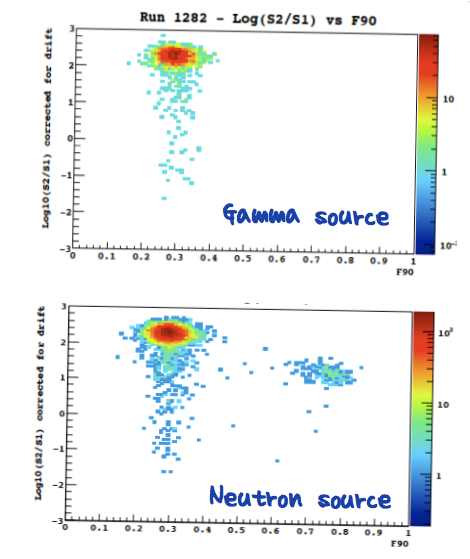 Run 1282 - Log(S2/S1) vs F90
Log10(S2/S1) corrected for drift
3
2
1
0
-1
-2
-3
0 0.1 0.2 0.3 0.4 0.5 0.6 0.7 0.8 0.9 1
F90
10
1
Gamma source
Log10(S2/S1) corrected for drift
3
2
1
0
-1
-2
-3
0 0.1 0.2 0.3 0.4 0.5 0.6 0.7 0.8 0.9 1
F90
10²
10
1
Neutron source